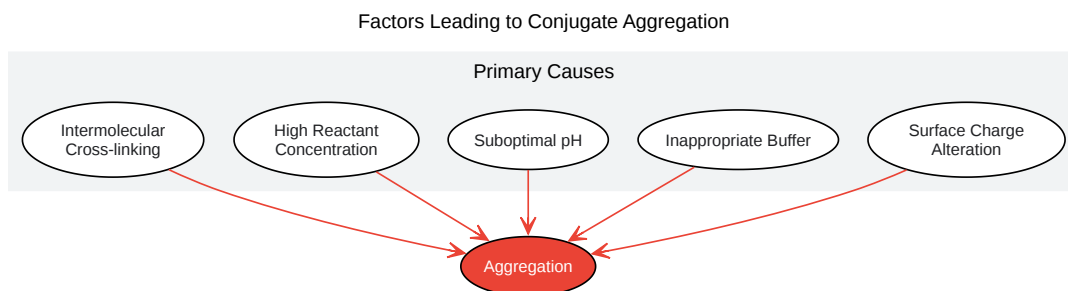 Factors Leading to Conjugate Aggregation
Primary Causes
Intermolecular
Cross-linking
High Reactant
Concentration
Suboptimal pH
Inappropriate Buffer
Surface Charge
Alteration
Aggregation